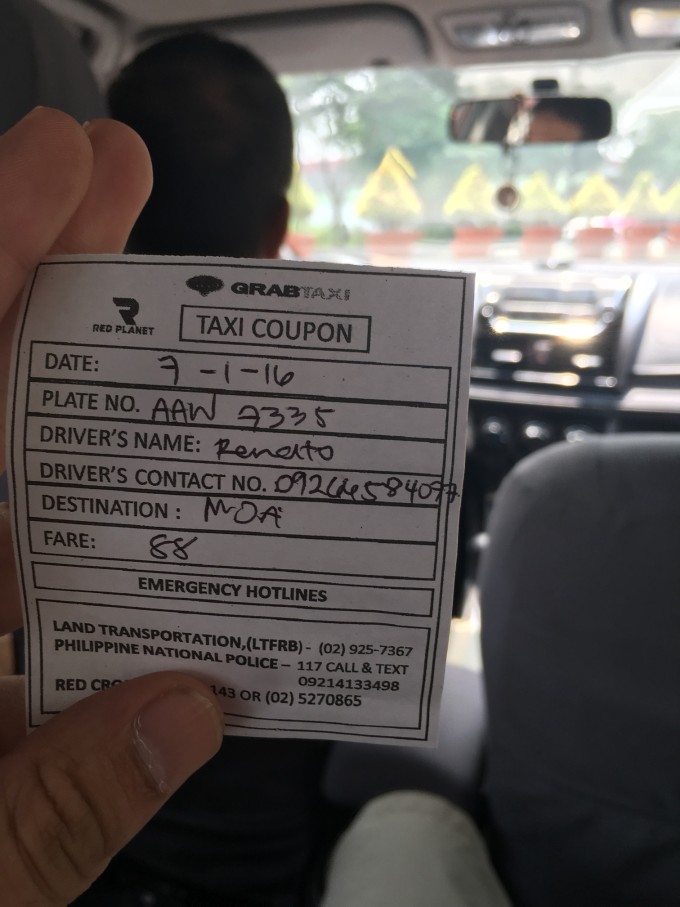 GRABTAXI
RED PLANET
TAXI COUPON
DATE: 7-1-16
PLATE NO. AAW 7335
DRIVER'S NAME: Renato
DRIVER'S CONTACT NO.
DESTINATION : MOA
FARE: 88
EMERGENCY HOTLINES
LAND TRANSPORTATION,(LTFRB) - (02) 925-7367
PHILIPPINE NATIONAL POLICE – 117 CALL & TEXT
09214133498
RED CRO 143 OR (02) 5270865